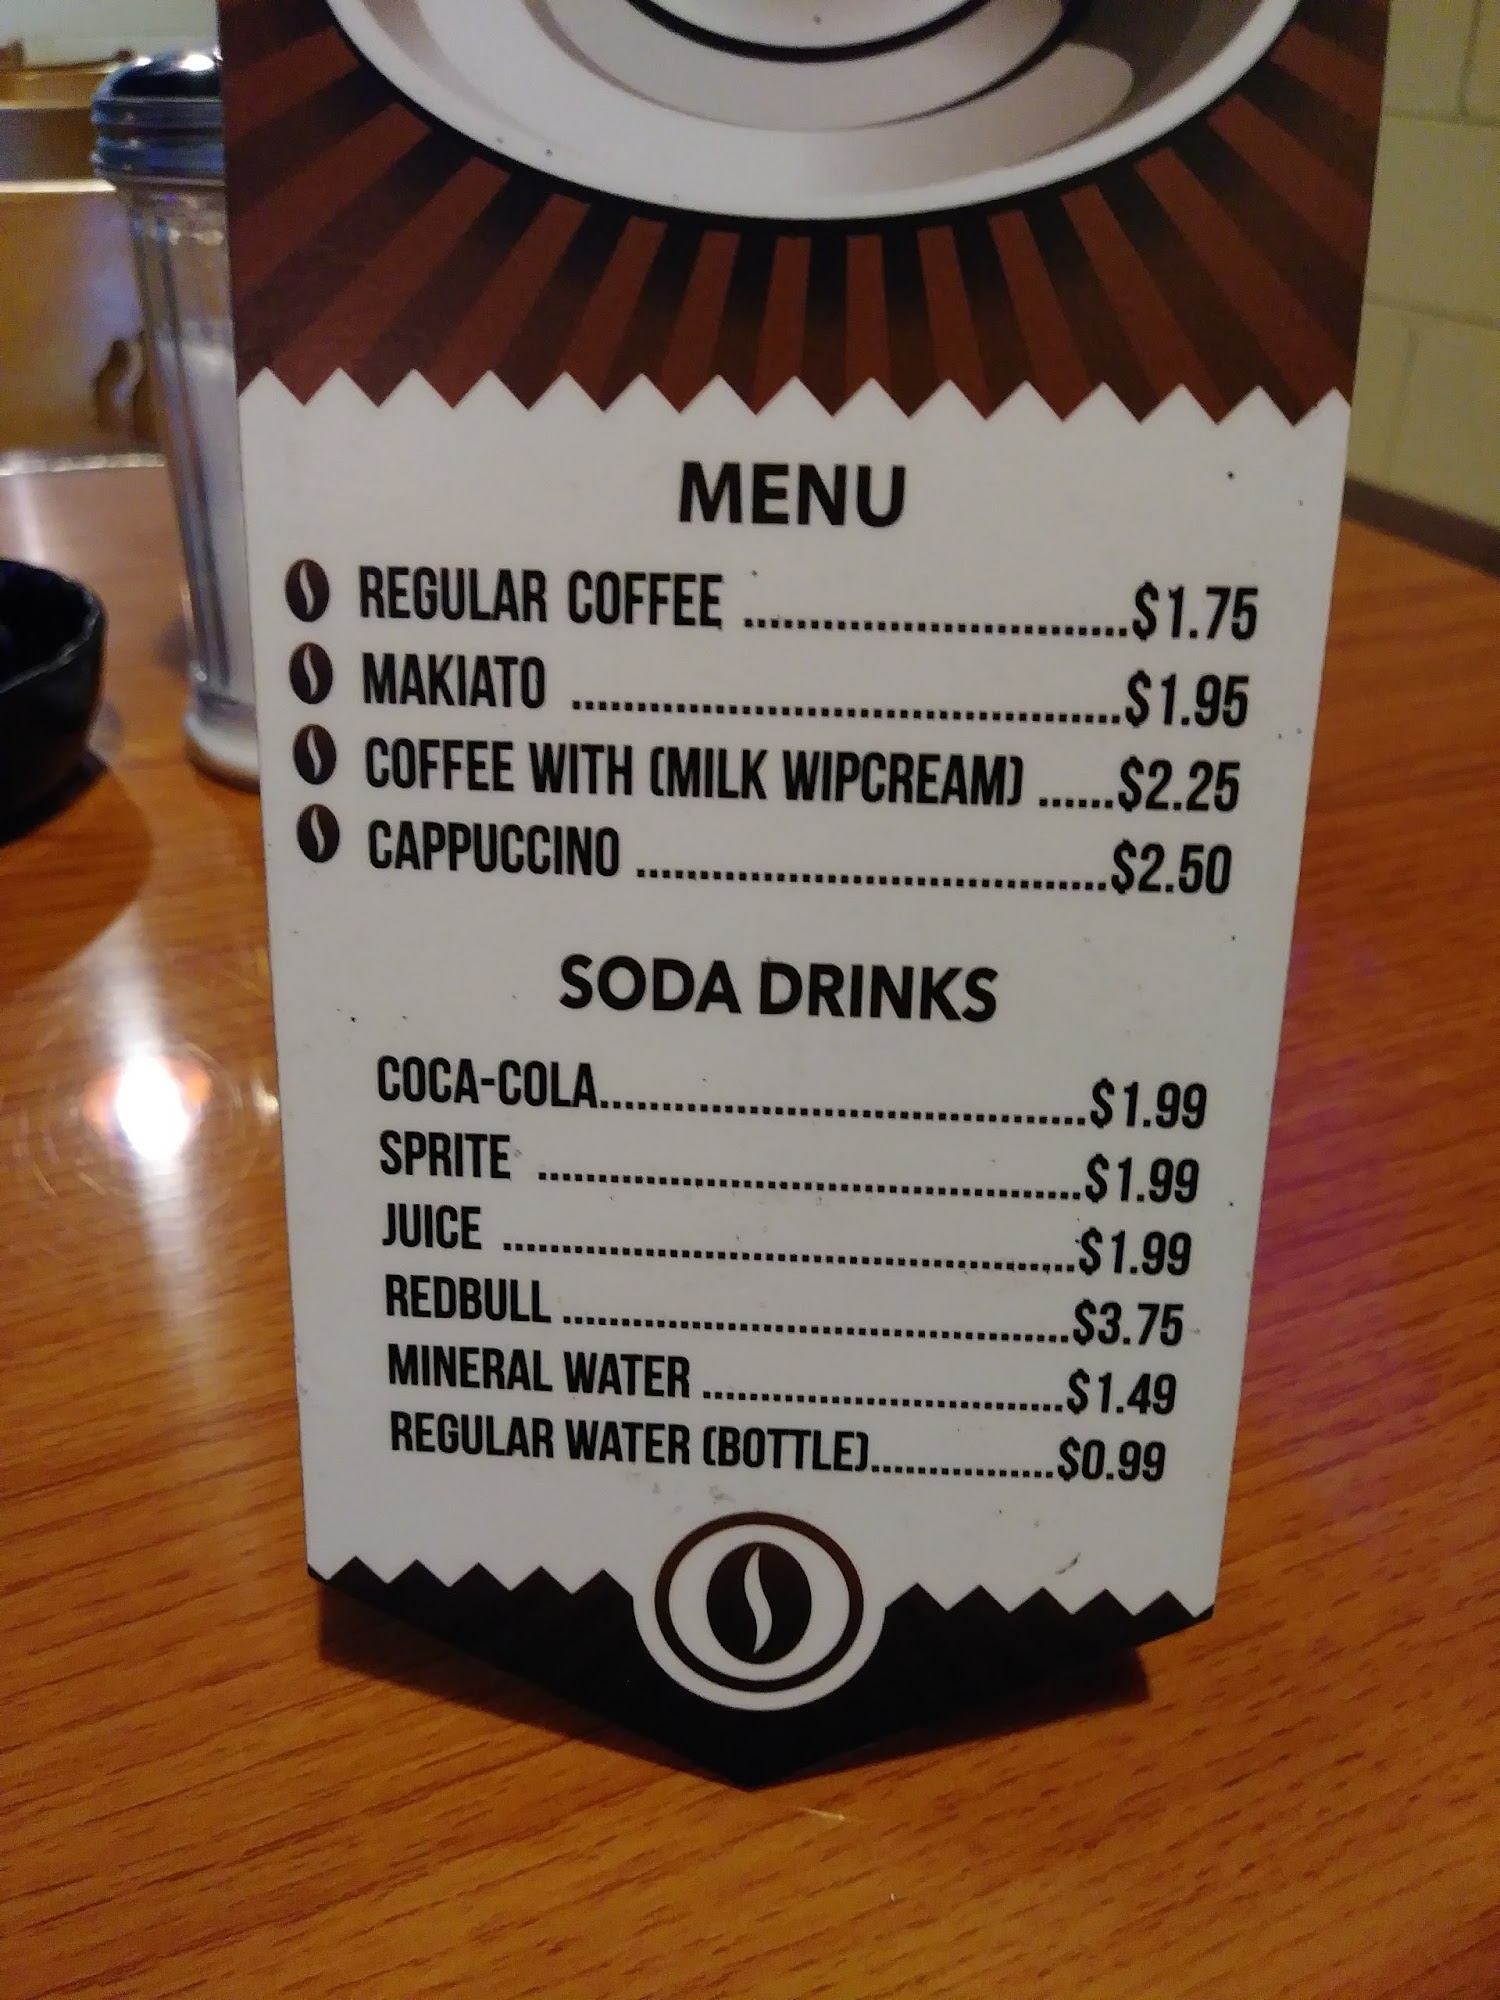 MENU
REGULAR COFFEE ..............................$1.75
MAKIATO ..........................................$1.95
COFFEE WITH (MILK WIPCREAM) ......$2.25
CAPPUCCINO ....................................$2.50
SODA DRINKS
COCA-COLA.......................................$1.99
SPRITE ............................................$1.99
JUICE ...............................................$1.99
REDBULL ..........................................$3.75
MINERAL WATER ..............................$1.49
REGULAR WATER (BOTTLE)................$0.99